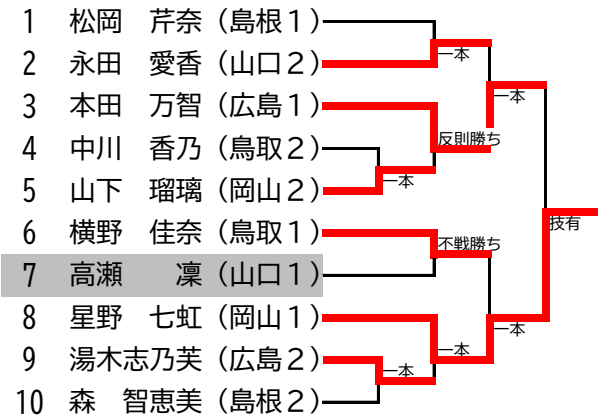 1 松岡 芹奈（島根１）
一本
2 永田 愛香（山口２）
一本
3 本田 万智（広島１）
反則勝ち
4 中川 香乃（鳥取２）
一本
5 山下 瑠璃（岡山２）
技有
6 横野 佳奈（鳥取１）
不戦勝ち
7 高瀬 凜（山口１）
8 星野 七虹（岡山１）
一本
一本
9 湯木志乃芙（広島２）
一本
10 森 智恵美（島根２）